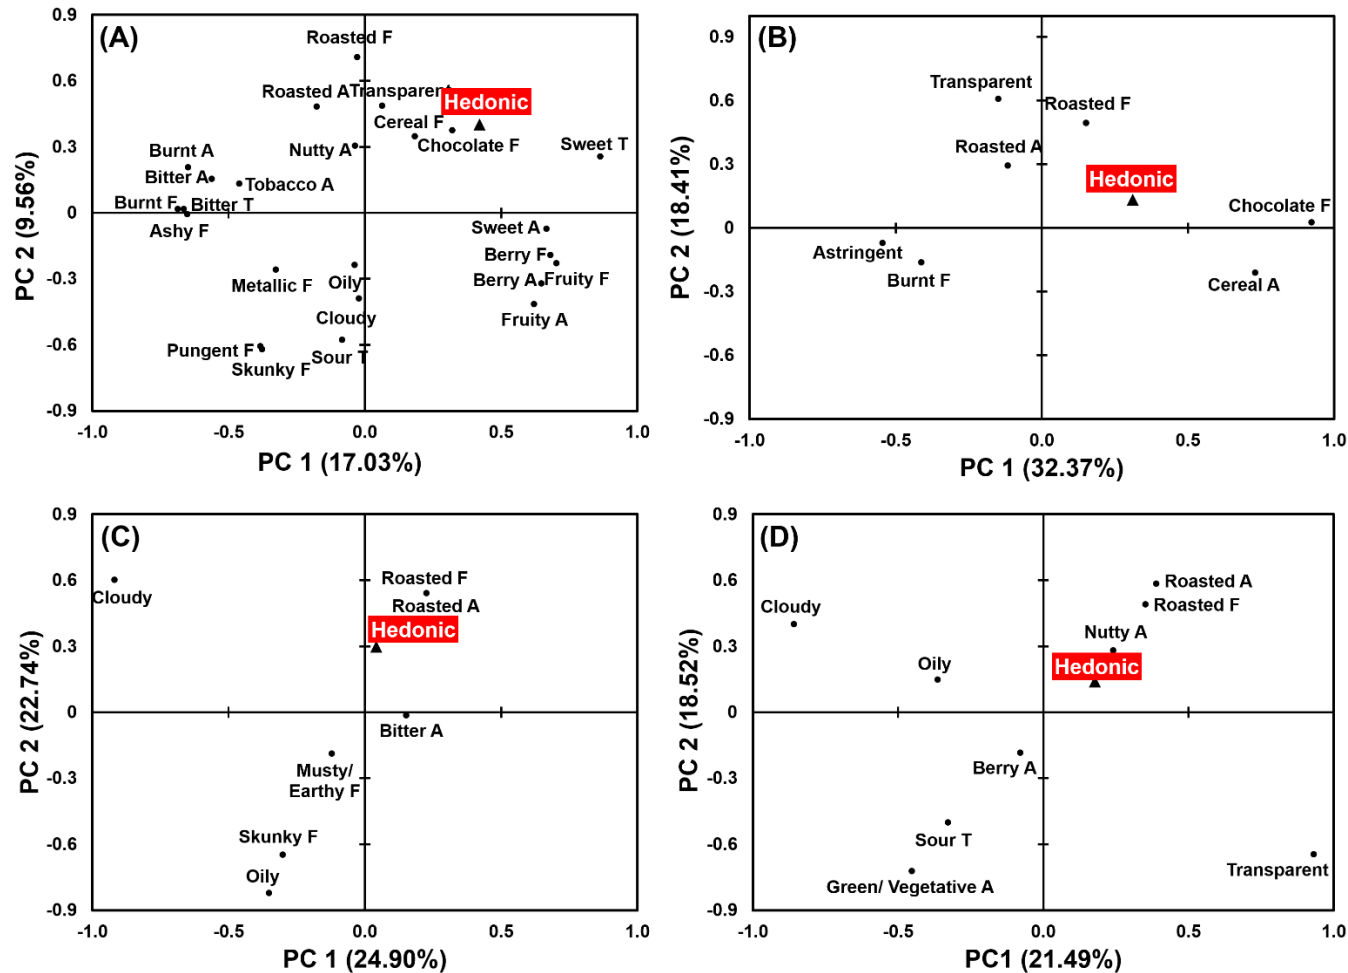 (A)
0.9
0.6
0.3
0
-0.3
-0.6
-0.9
PC 2 (9.56%)
Roasted F
Roasted A
Transparent
Hedonic
Cereal F
Chocolate F
Sweet T
Nutty A
Burnt A
Bitter A
Tobacco A
Burnt F
Bitter T
Ashy F
Sweet A
Berry F
Berry A
Fruity F
Fruity A
Metallic F
Oily
Cloudy
Pungent F
Sour T
Skunky F
-1.0
-0.5
0.0
0.5
1.0
PC 1 (17.03%)
(B)
0.9
0.6
0.3
0
-0.3
-0.6
-0.9
PC 2 (18.41%)
Transparent
Roasted F
Roasted A
Hedonic
Chocolate F
Astringent
Burnt F
Cereal A
-1.0
-0.5
0.0
0.5
1.0
PC 1 (32.37%)
(C)
0.9
0.6
0.3
0
-0.3
-0.6
-0.9
PC 2 (22.74%)
Cloudy
Roasted F
Roasted A
Hedonic
Bitter A
Musty/
Earthy F
Skunky F
Oily
-1.0
-0.5
0.0
0.5
1.0
PC 1 (24.90%)
(D)
0.9
0.6
0.3
0
-0.3
-0.6
-0.9
PC 2 (18.52%)
Roasted A
Roasted F
Cloudy
Nutty A
Oily
Hedonic
Berry A
Sour T
Green/ Vegetative A
Transparent
-1.0
-0.5
0.0
0.5
1.0
PC1 (21.49%)